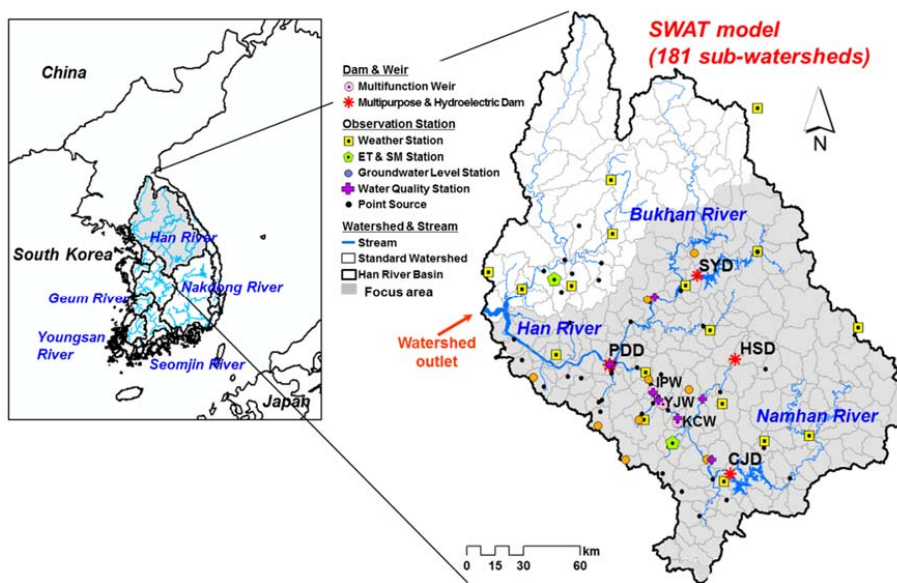 China
South Korea
Han River
Geum River
Nakdong River
Youngsan
River
Seomjin River
Japan
Dam & Weir
Multifunction Weir
Multipurpose & Hydroelectric Dam
Observation Station
Weather Station
ET & SM Station
Groundwater Level Station
Water Quality Station
Point Source
Watershed & Stream
Stream
Standard Watershed
Han River Basin
Focus area
SWAT model
(181 sub-watersheds)
N
Bukhan River
SYD
Han River
Watershed
outlet
PDD
HSD
IPW
YJW
KCW
Namhan River
CJD
0 15 30 60
km